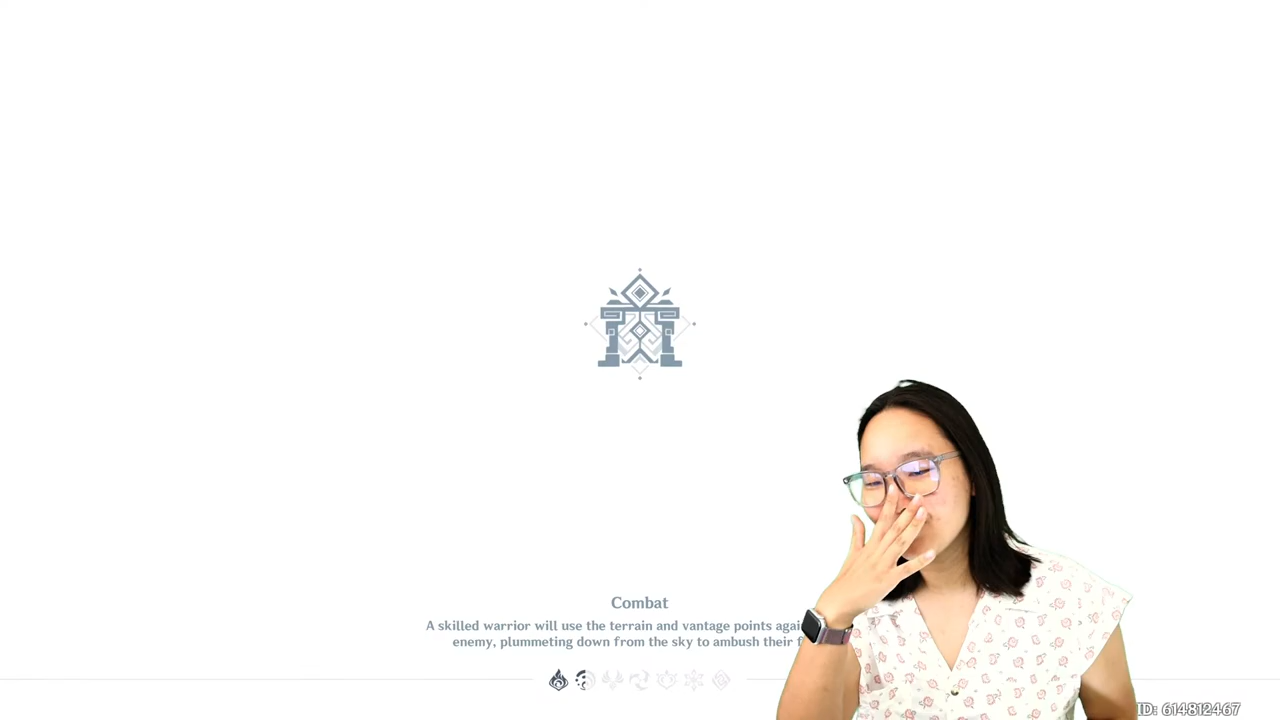 Combat
A skilled warrior will use the terrain and vantage points
enemy, plummeting down from the sky to ambush their
ID: 614812467